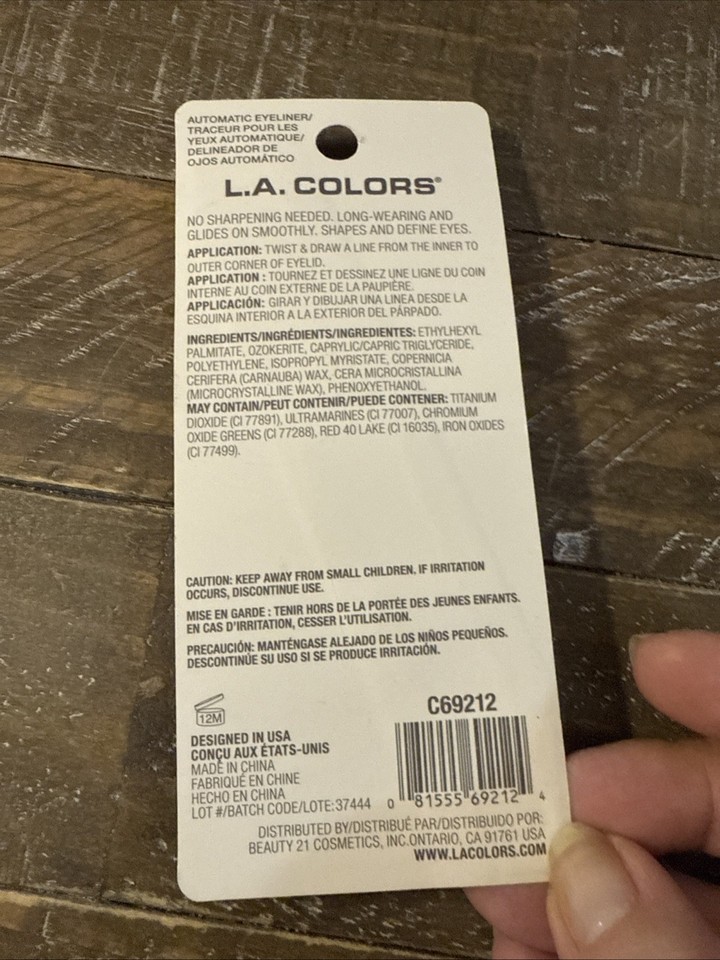 AUTOMATIC EYELINER/
TRACEUR POUR LES
YEUX AUTOMATIQUE/
DELINEADOR DE
OJOS AUTOMÁTICO
L.A. COLORS®
NO SHARPENING NEEDED. LONG-WEARING AND
GLIDES ON SMOOTHLY. SHAPES AND DEFINE EYES.
APPLICATION: TWIST & DRAW A LINE FROM THE INNER TO
OUTER CORNER OF EYELID.
APPLICATION : TOURNEZ ET DESSINEZ UNE LIGNE DU COIN
INTERNE AU COIN EXTERNE DE LA PAUPIÈRE.
APPLICACIÓN: GIRAR Y DIBUJAR UNA LINEA DESDE LA
ESQUINA INTERIOR A LA EXTERIOR DEL PÁRPADO.
INGREDIENTS/INGRÉDIENTS/INGREDIENTES: ETHYLHEXYL
PALMITATE, OZOKERITE, CAPRYLIC/CAPRIC TRIGLYCERIDE,
POLYETHYLENE, ISOPROPYL MYRISTATE, COPERNICIA
CERIFERA (CARNAUBA) WAX, CERA MICROCRISTALLINA
(MICROCRYSTALLINE WAX), PHENOXYETHANOL.
MAY CONTAIN/PEUT CONTENIR/PUEDE CONTENER: TITANIUM
DIOXIDE (CI 77891), ULTRAMARINES (CI 77007), CHROMIUM
OXIDE GREENS (CI 77288), RED 40 LAKE (CI 16035), IRON OXIDES
(CI 77499).
CAUTION: KEEP AWAY FROM SMALL CHILDREN. IF IRRITATION
OCCURS, DISCONTINUE USE.
MISE EN GARDE : TENIR HORS DE LA PORTÉE DES JEUNES ENFANTS.
EN CAS D'IRRITATION, CESSER L'UTILISATION.
PRECAUCIÓN: MANTÉNGASE ALEJADO DE LOS NIÑOS PEQUEÑOS.
DESCONTINÚE SU USO SI SE PRODUCE IRRITACIÓN.
12M
DESIGNED IN USA
CONÇU AUX ÉTATS-UNIS
MADE IN CHINA
FABRIQUÉ EN CHINE
HECHO EN CHINA
LOT #/BATCH CODE/LOTE: 37444
C69212
0 81555 69212 4
DISTRIBUTED BY/DISTRIBUÉ PAR/DISTRIBUIDO POR:
BEAUTY 21 COSMETICS, INC.ONTARIO, CA 91761 USA
WWW.LACOLORS.COM